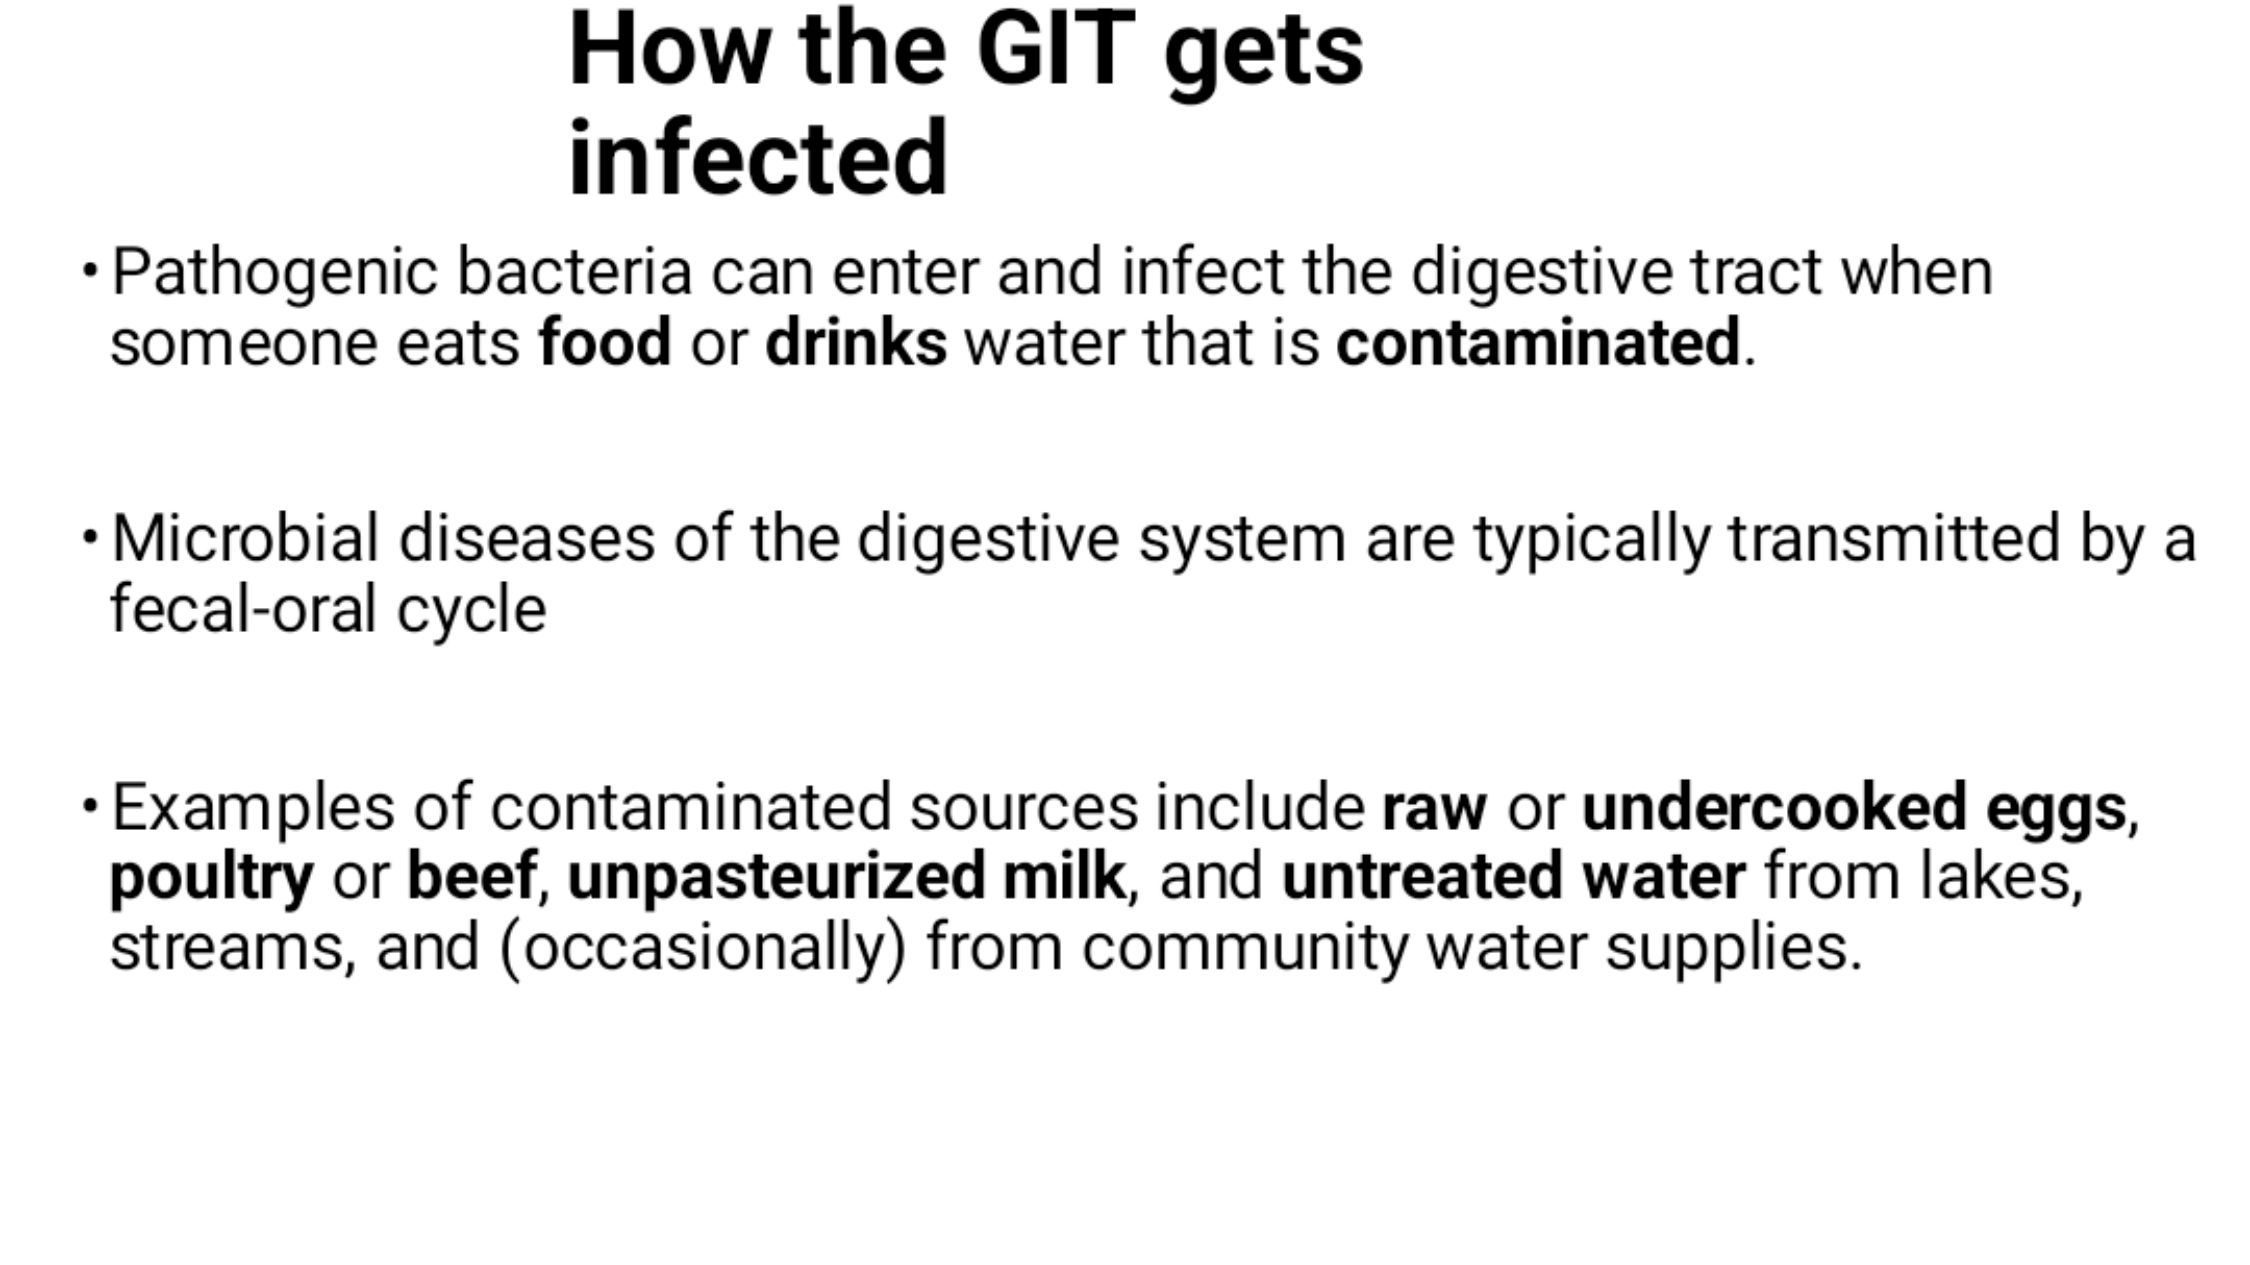 How the GIT gets
infected
• Pathogenic bacteria can enter and infect the digestive tract when
someone eats food or drinks water that is contaminated.
• Microbial diseases of the digestive system are typically transmitted by a
fecal-oral cycle
• Examples of contaminated sources include raw or undercooked eggs,
poultry or beef, unpasteurized milk, and untreated water from lakes,
streams, and (occasionally) from community water supplies.